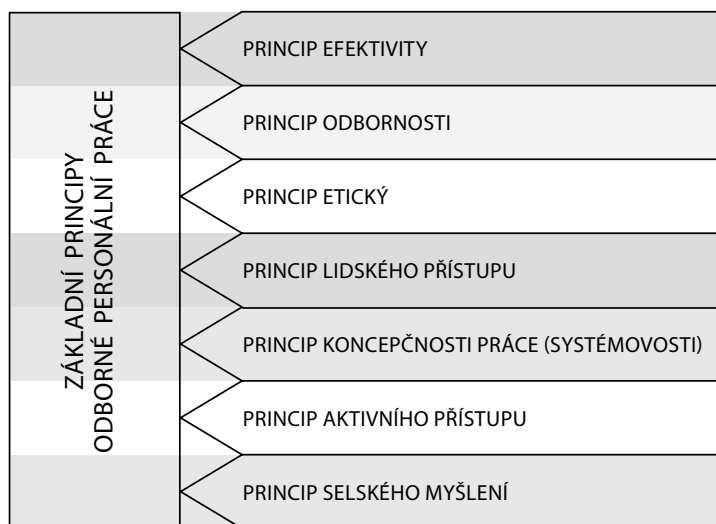 ZÁKLADNÍ PRINCIPY
ODBORNÉ PERSONÁLNÍ PRÁCE
PRINCIP EFEKTIVITY
PRINCIP ODBORNOSTI
PRINCIP ETICKÝ
PRINCIP LIDSKÉHO PŘÍSTUPU
PRINCIP KONCEPČNOSTI PRÁCE (SYSTÉMOVOSTI)
PRINCIP AKTIVNÍHO PŘÍSTUPU
PRINCIP SELSKÉHO MYŠLENÍ